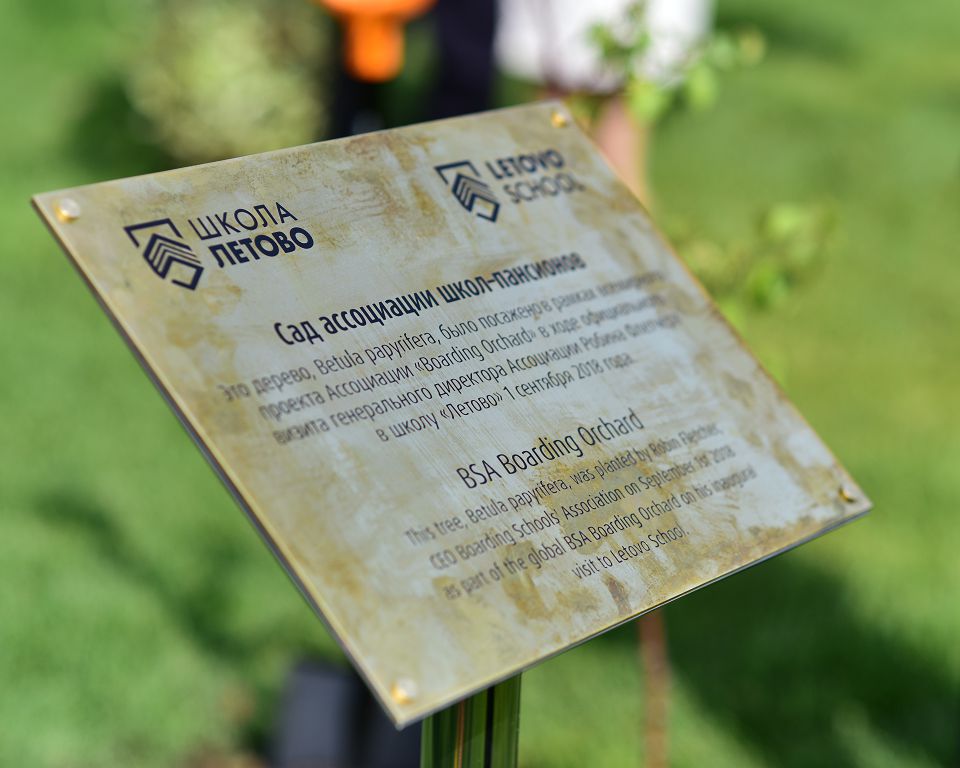 ШКОЛА
ЛЕТОВО
LETOVO
SCHOOL
Сад ассоциации школ-пансионов
Это дерево, Betula papyrifera, было посажено в рамках всемирного
проекта Ассоциации «Boarding Orchard» в ходе официального
визита генерального директора Ассоциации Робина Флетчера
в школу «Летово» 1 сентября 2018 года.
BSA Boarding Orchard
This tree, Betula papyrifera, was planted by Robin Fletcher,
CEO Boarding Schools' Association on September 1st 2018
as part of the global BSA Boarding Orchard on his inaugural
visit to Letovo School.